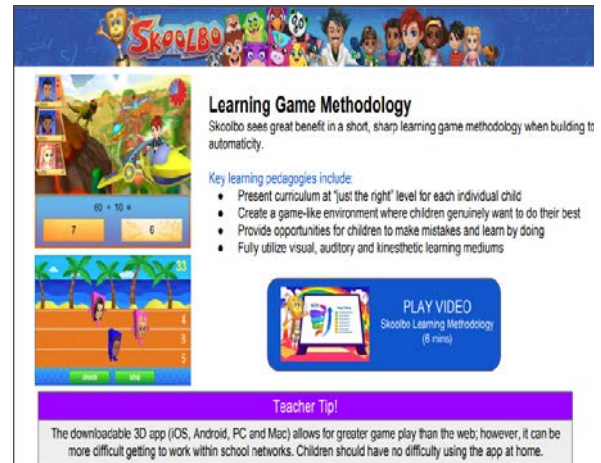 SKOOLBO
Learning Game Methodology
Skoolbo sees great benefit in a short, sharp learning game methodology when building to
automaticity.
Key learning pedagogies include:
● Present curriculum at "just the right" level for each individual child
● Create a game-like environment where children genuinely want to do their best
● Provide opportunities for children to make mistakes and learn by doing
● Fully utilize visual, auditory and kinesthetic learning mediums
60 ÷ 10 =
7 6
33
4
8
5
stop
PLAY VIDEO
Skoolbo Learning Methodology
(6 mins)
Teacher Tip!
The downloadable 3D app (iOS, Android, PC and Mac) allows for greater game play than the web; however, it can be
more difficult getting to work within school networks. Children should have no difficulty using the app at home.